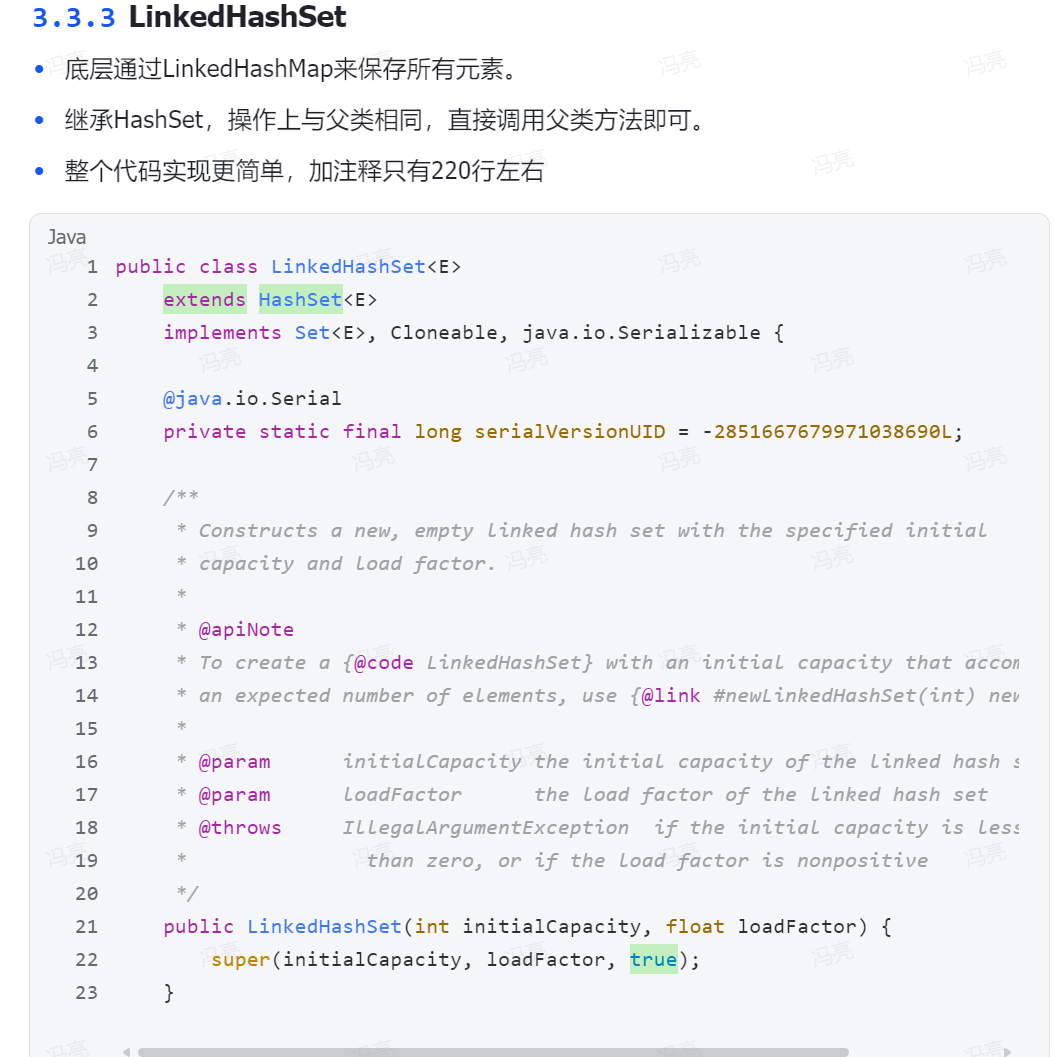 3.3.3 LinkedHashSet
底层通过LinkedHashMap来保存所有元素。
继承HashSet，操作上与父类相同，直接调用父类方法即可。
整个代码实现更简单，加注释只有220行左右
Java
1 public class LinkedHashSet<E>
2     extends HashSet<E>
3     implements Set<E>, Cloneable, java.io.Serializable {
4
5     @java.io.Serial
6     private static final long serialVersionUID = -2851667679971038690L;
7
8     /**
9      * Constructs a new, empty linked hash set with the specified initial
10      * capacity and load factor.
11      *
12      * @apiNote
13      * To create a {@code LinkedHashSet} with an initial capacity that accom
14      * an expected number of elements, use {@link #newLinkedHashSet(int) new
15      *
16      * @param      initialCapacity the initial capacity of the linked hash s
17      * @param      loadFactor      the load factor of the linked hash set
18      * @throws     IllegalArgumentException  if the initial capacity is less
19      *               than zero, or if the load factor is nonpositive
20      */
21     public LinkedHashSet(int initialCapacity, float loadFactor) {
22         super(initialCapacity, loadFactor, true);
23     }
冯亮